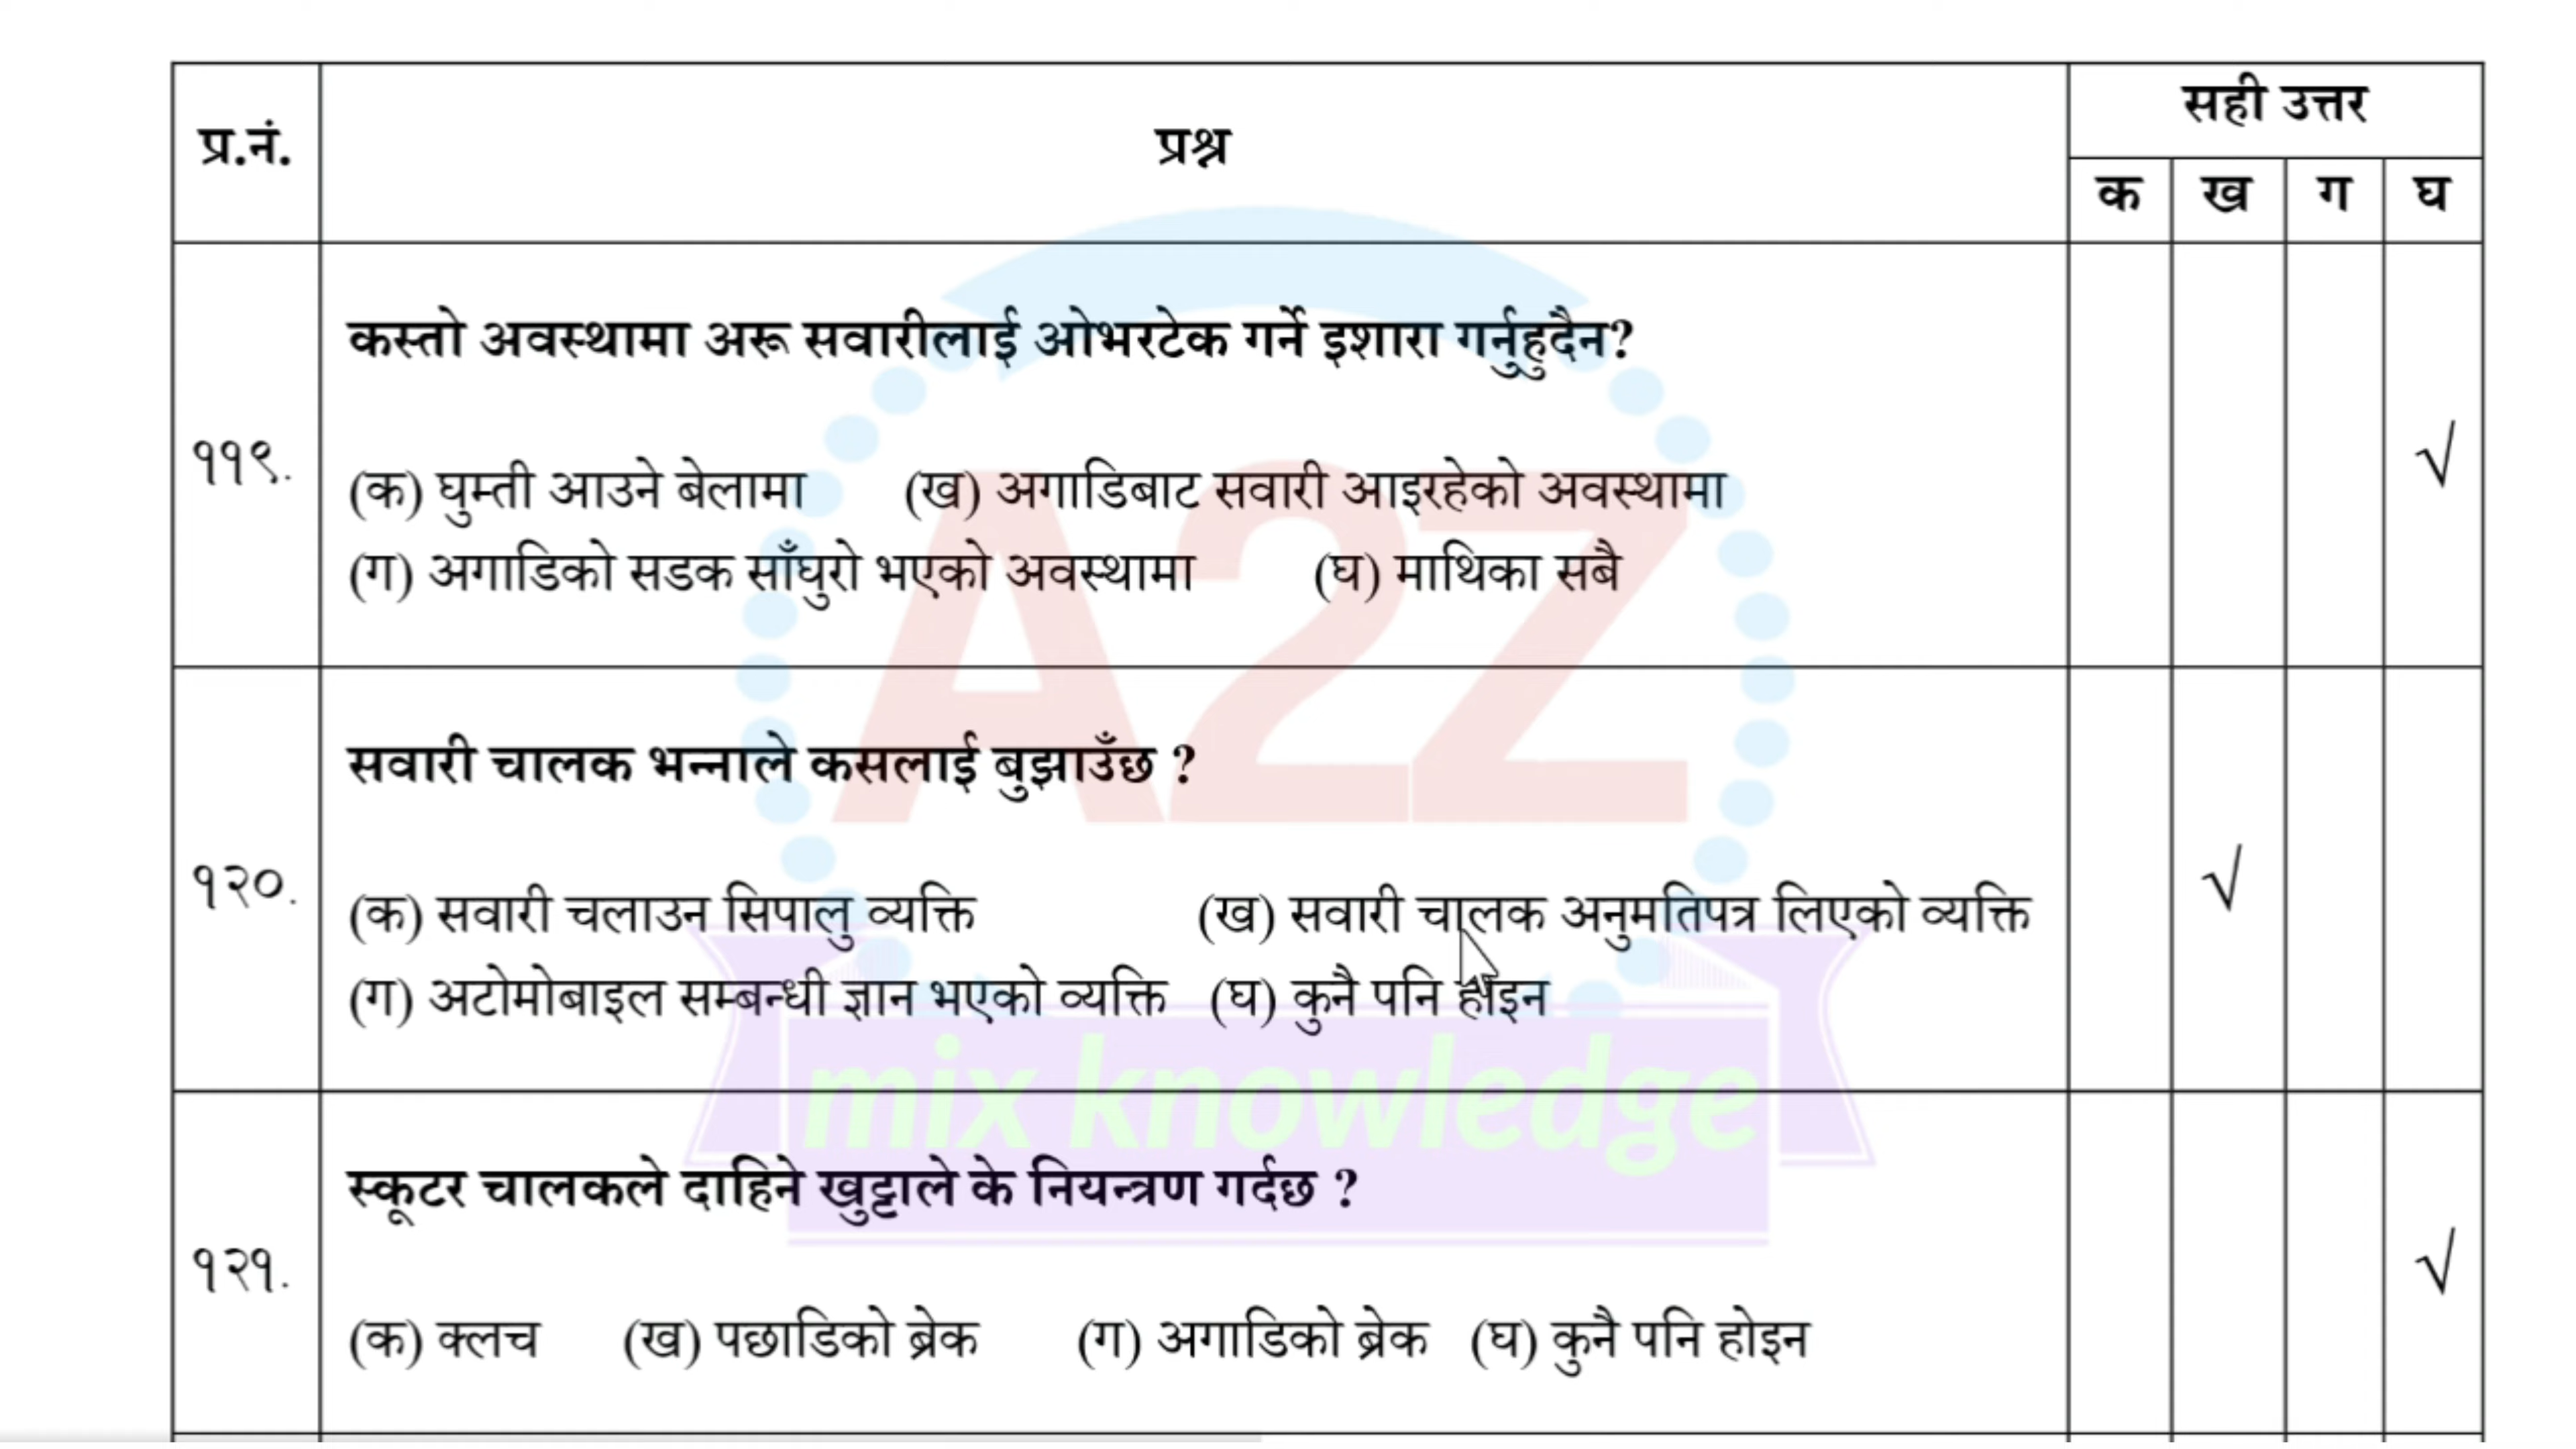 प्र.नं.
प्रश्न
सही उत्तर
क ख ग घ
११९.
कस्तो अवस्थामा अरू सवारीलाई ओभरटेक गर्ने इशारा गर्नुहुदैन?
(क) घुम्ती आउने बेलामा (ख) अगाडिबाट सवारी आइरहेको अवस्थामा
(ग) अगाडिको सडक साँघुरो भएको अवस्थामा (घ) माथिका सबै
√
१२०.
सवारी चालक भन्नाले कसलाई बुझाउँछ ?
(क) सवारी चलाउन सिपालु व्यक्ति (ख) सवारी चालक अनुमतिपत्र लिएको व्यक्ति
(ग) अटोमोबाइल सम्बन्धी ज्ञान भएको व्यक्ति (घ) कुनै पनि होइन
√
१२१.
स्कूटर चालकले दाहिने खुट्टाले के नियन्त्रण गर्दछ ?
(क) क्लच (ख) पछाडिको ब्रेक (ग) अगाडिको ब्रेक (घ) कुनै पनि होइन
√
A2Z
mix knowledge